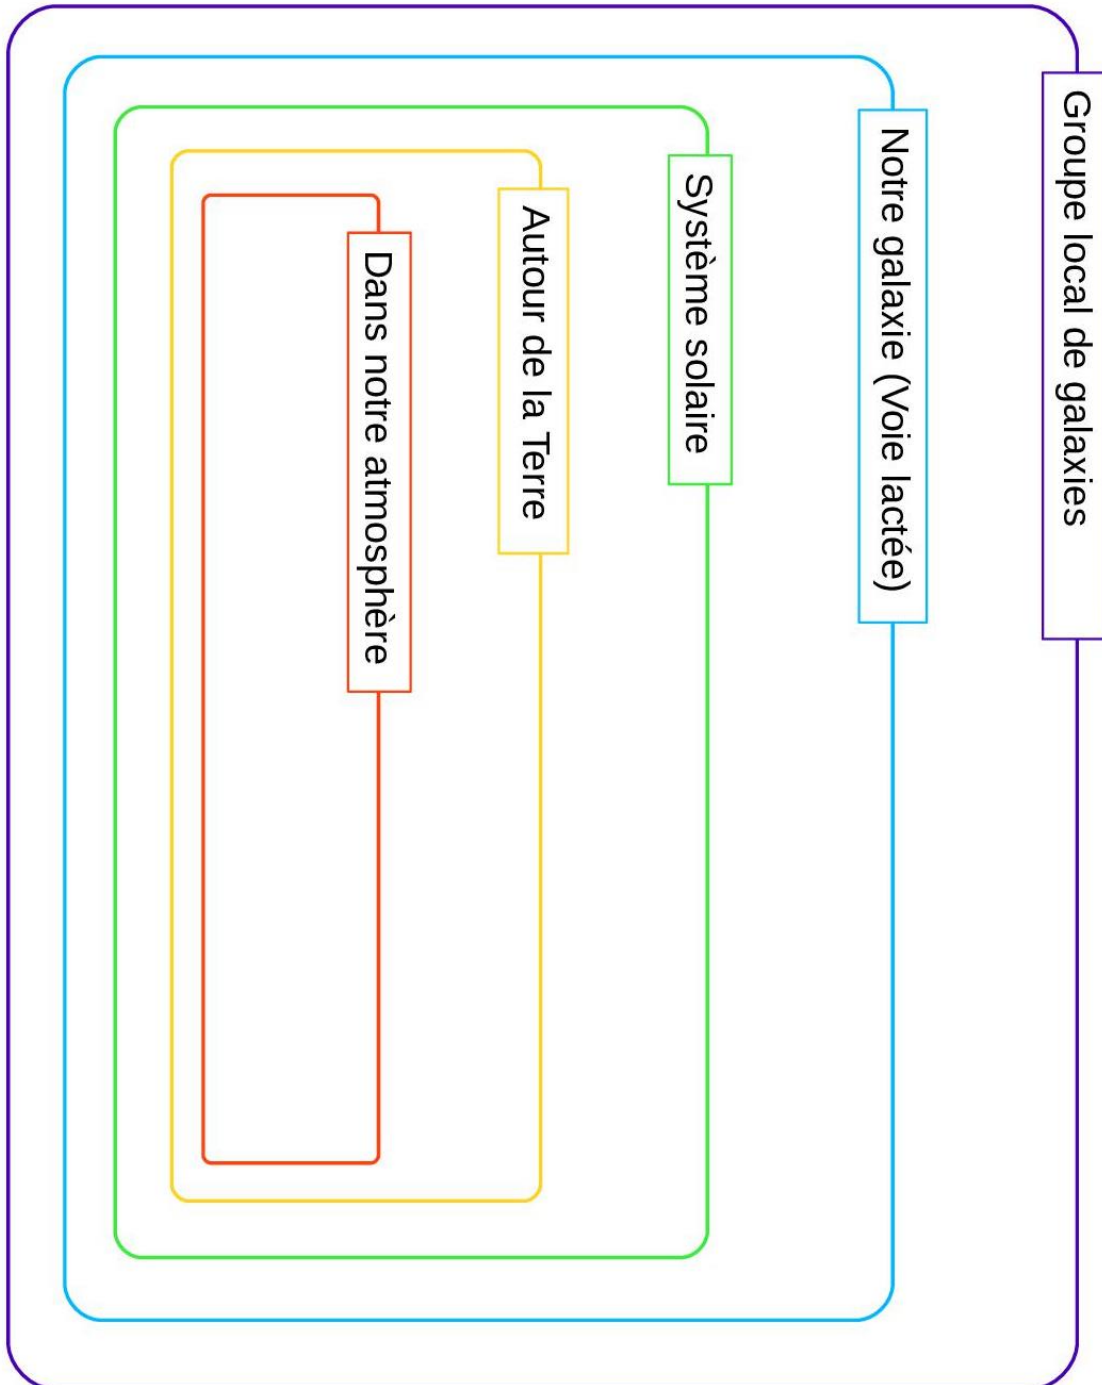 Groupe local de galaxies
Notre galaxie (Voie lactée)
Système solaire
Autour de la Terre
Dans notre atmosphère